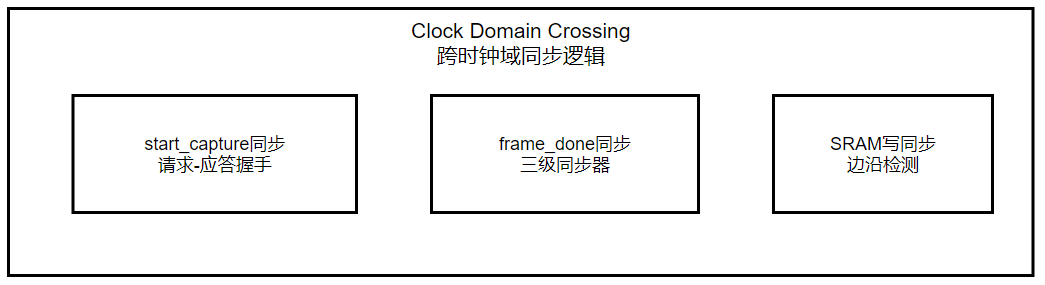 Clock Domain Crossing
跨时钟域同步逻辑
start_capture同步
请求-应答握手
frame_done同步
三级同步器
SRAM写同步
边沿检测